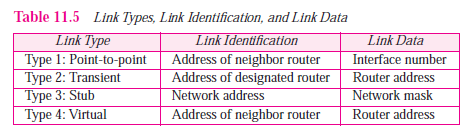 Table 11.5 Link Types, Link Identification, and Link Data
Link Type Link Identification Link Data
Type 1: Point-to-point Address of neighbor router Interface number
Type 2: Transient Address of designated router Router address
Type 3: Stub Network address Network mask
Type 4: Virtual Address of neighbor router Router address